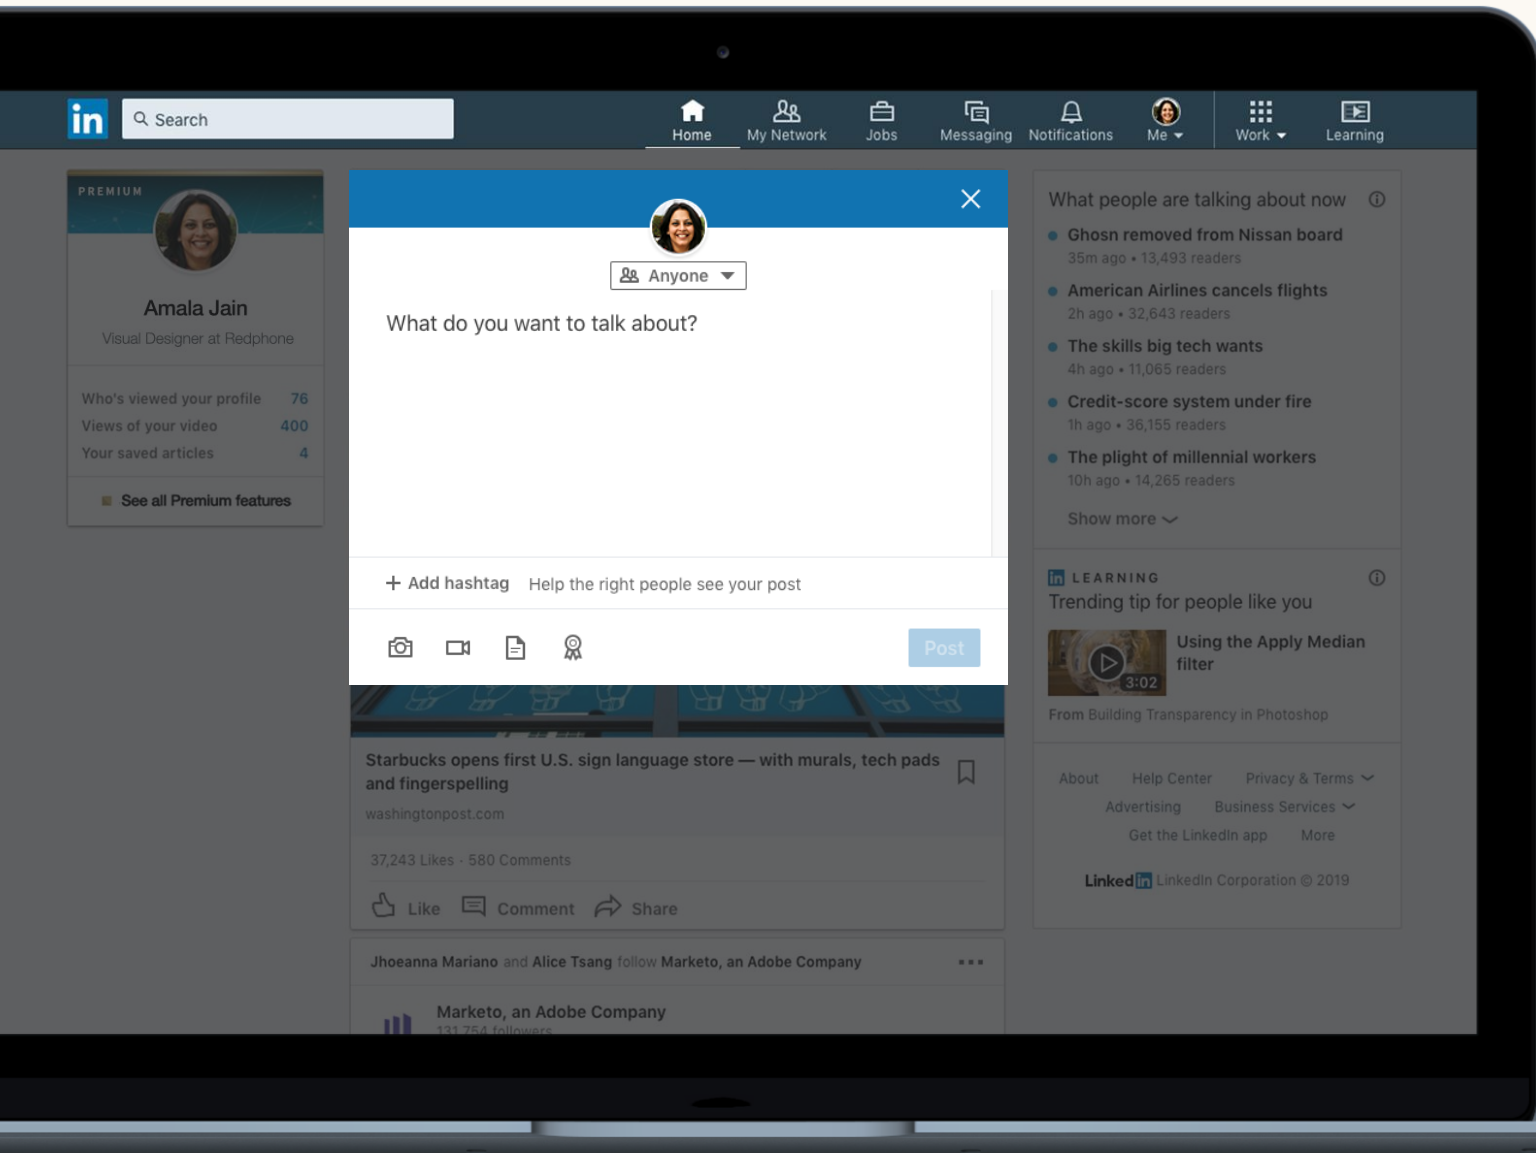 in
Search
Home
My Network
Jobs
Messaging
Notifications
Me
Work
Learning
PREMIUM
Amala Jain
Visual Designer at Redphone
Who's viewed your profile 76
Views of your video 400
Your saved articles 4
See all Premium features
Anyone
What do you want to talk about?
+ Add hashtag Help the right people see your post
Post
Starbucks opens first U.S. sign language store — with murals, tech pads
and fingerspelling
washingtonpost.com
37,243 Likes · 580 Comments
Like
Comment
Share
Jhoeanna Mariano and Alice Tsang follow Marketo, an Adobe Company
Marketo, an Adobe Company
131,754 followers
What people are talking about now
Ghosn removed from Nissan board
35m ago • 13,493 readers
American Airlines cancels flights
2h ago • 32,643 readers
The skills big tech wants
4h ago • 11,065 readers
Credit-score system under fire
1h ago • 36,155 readers
The plight of millennial workers
10h ago • 14,265 readers
Show more
in LEARNING
Trending tip for people like you
Using the Apply Median
filter
3:02
From Building Transparency in Photoshop
About Help Center Privacy & Terms
Advertising Business Services
Get the LinkedIn app More
Linkedin LinkedIn Corporation © 2019